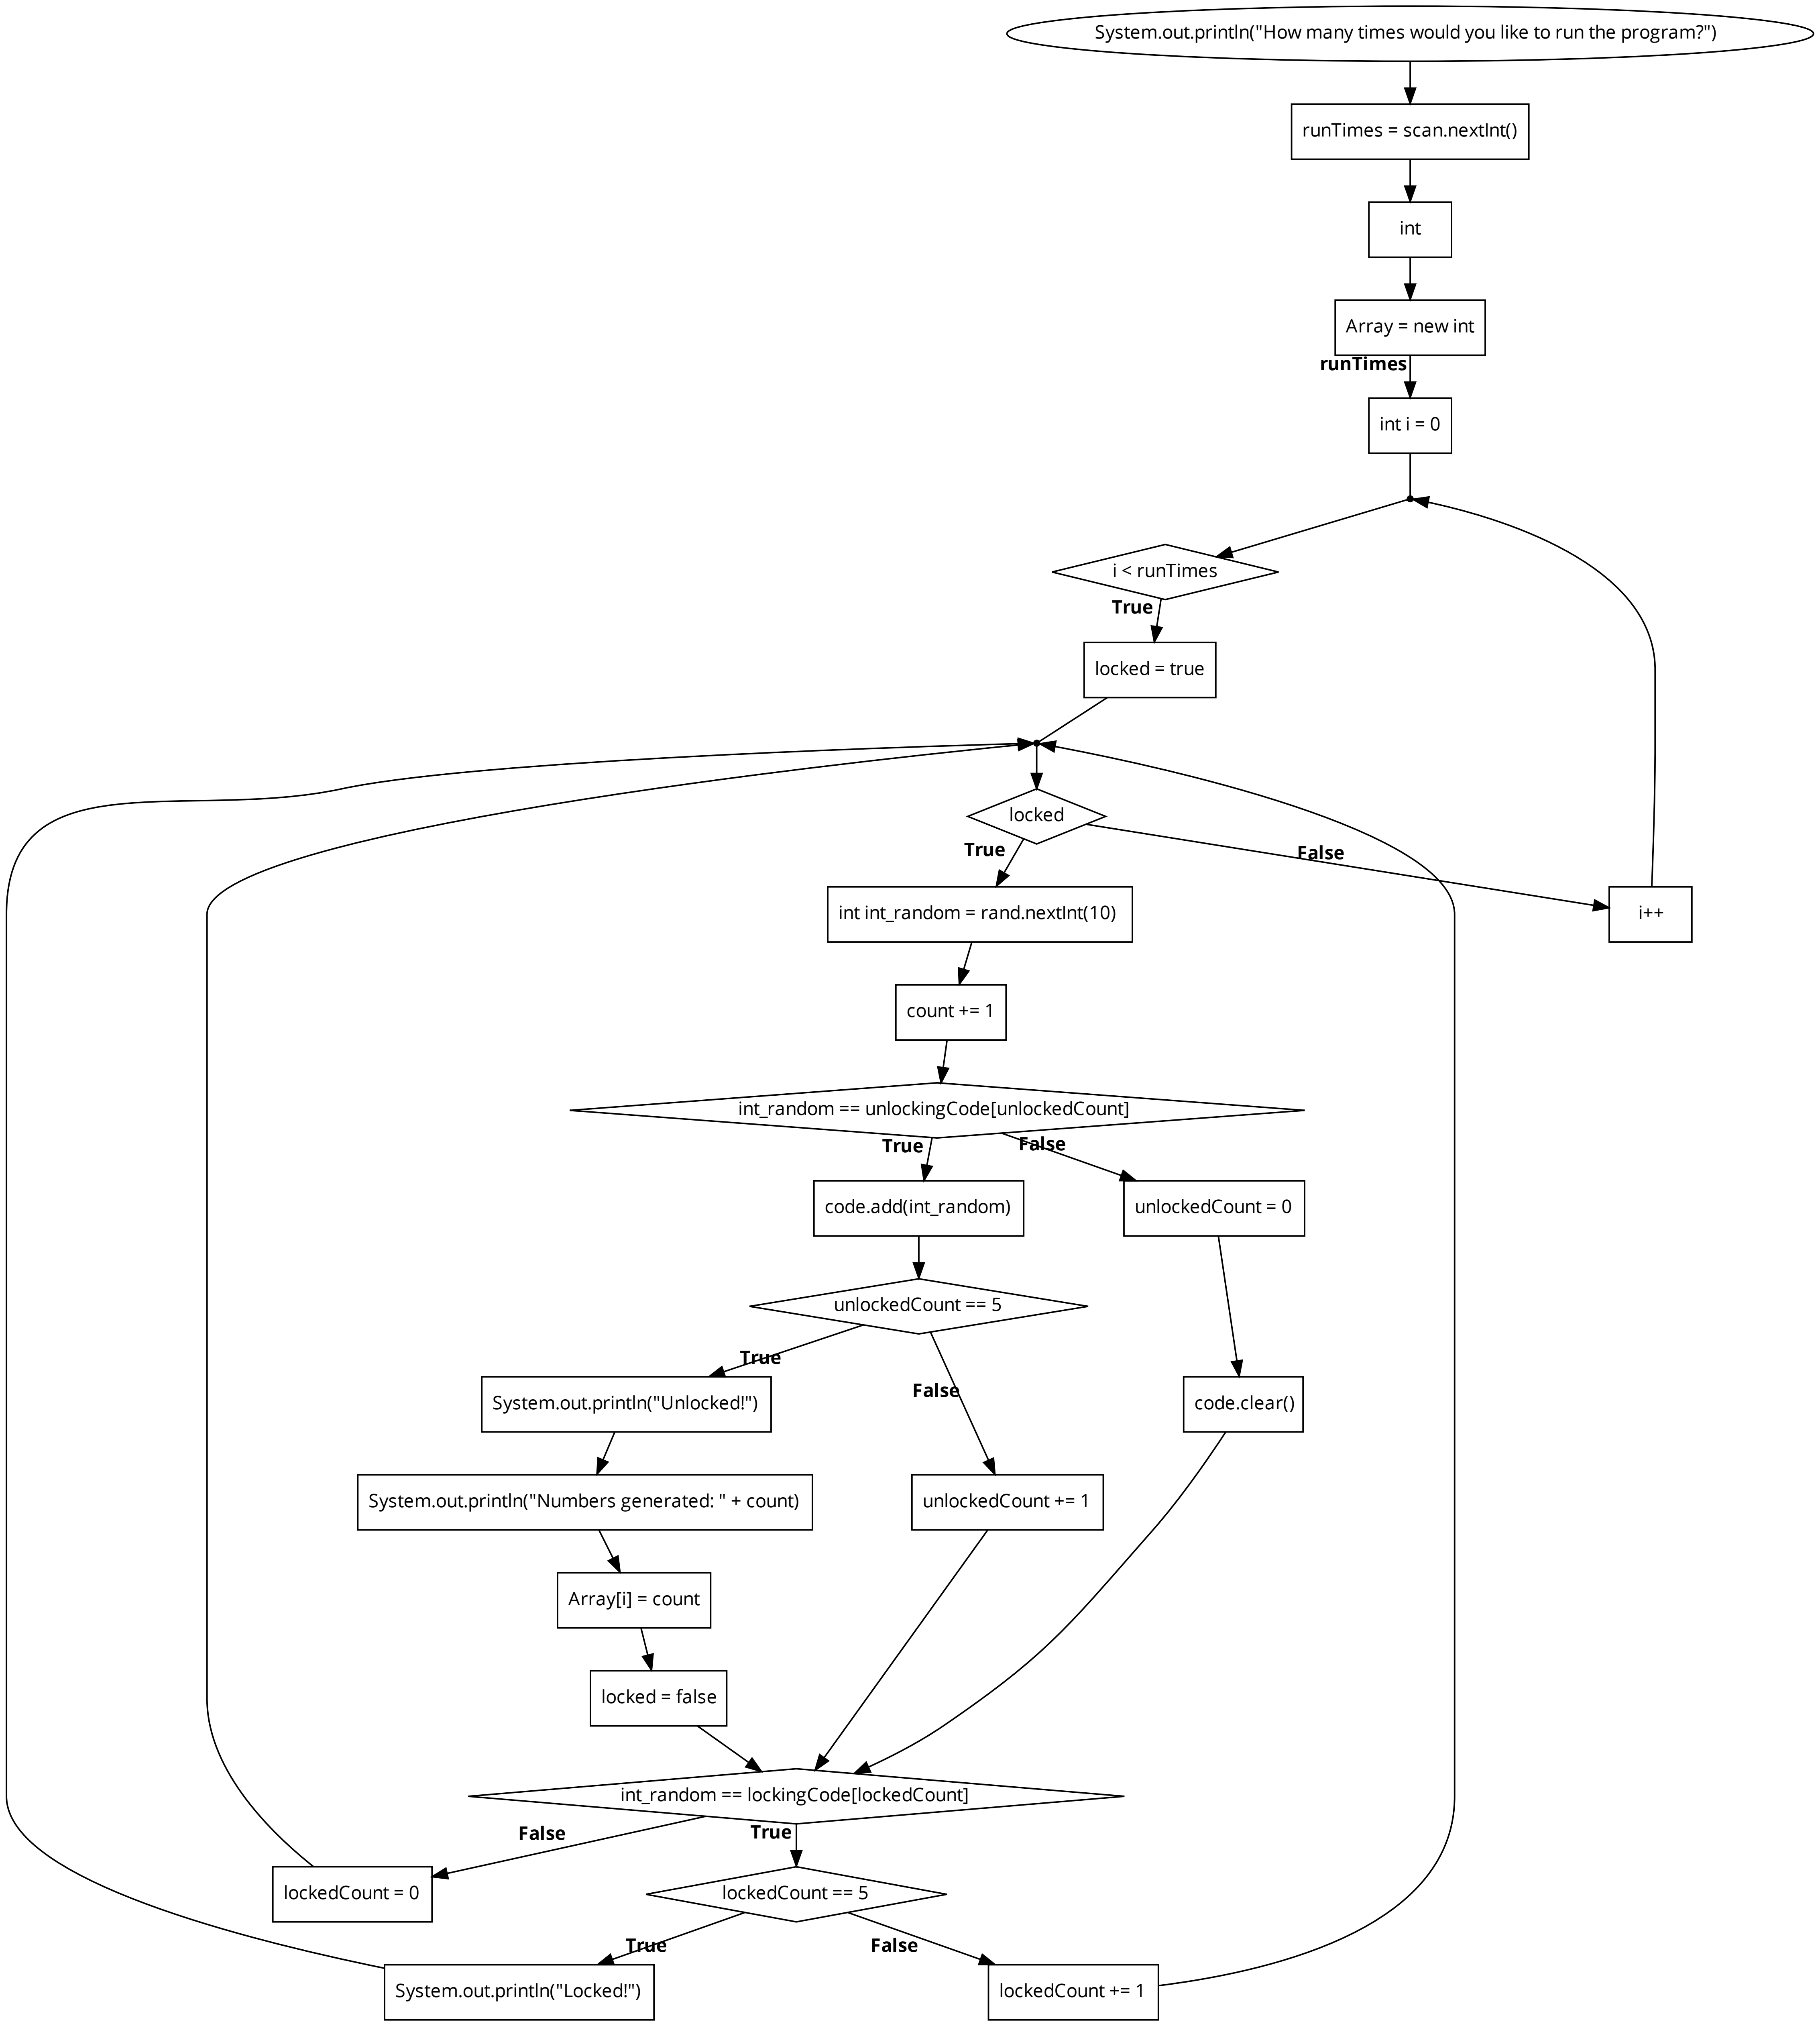 System.out.println("How many times would you like to run the program?")
runTimes = scan.nextInt()
int
Array = new int
runTimes
int i = 0
i < runTimes
True
locked = true
locked
True
False
int int_random = rand.nextInt(10)
i++
count += 1
int_random == unlockingCode[unlockedCount]
True
False
code.add(int_random)
unlockedCount = 0
unlockedCount == 5
True
False
System.out.println("Unlocked!")
code.clear()
System.out.println("Numbers generated: " + count)
unlockedCount += 1
Array[i] = count
locked = false
int_random == lockingCode[lockedCount]
False
True
lockedCount = 0
lockedCount == 5
True
False
System.out.println("Locked!")
lockedCount += 1